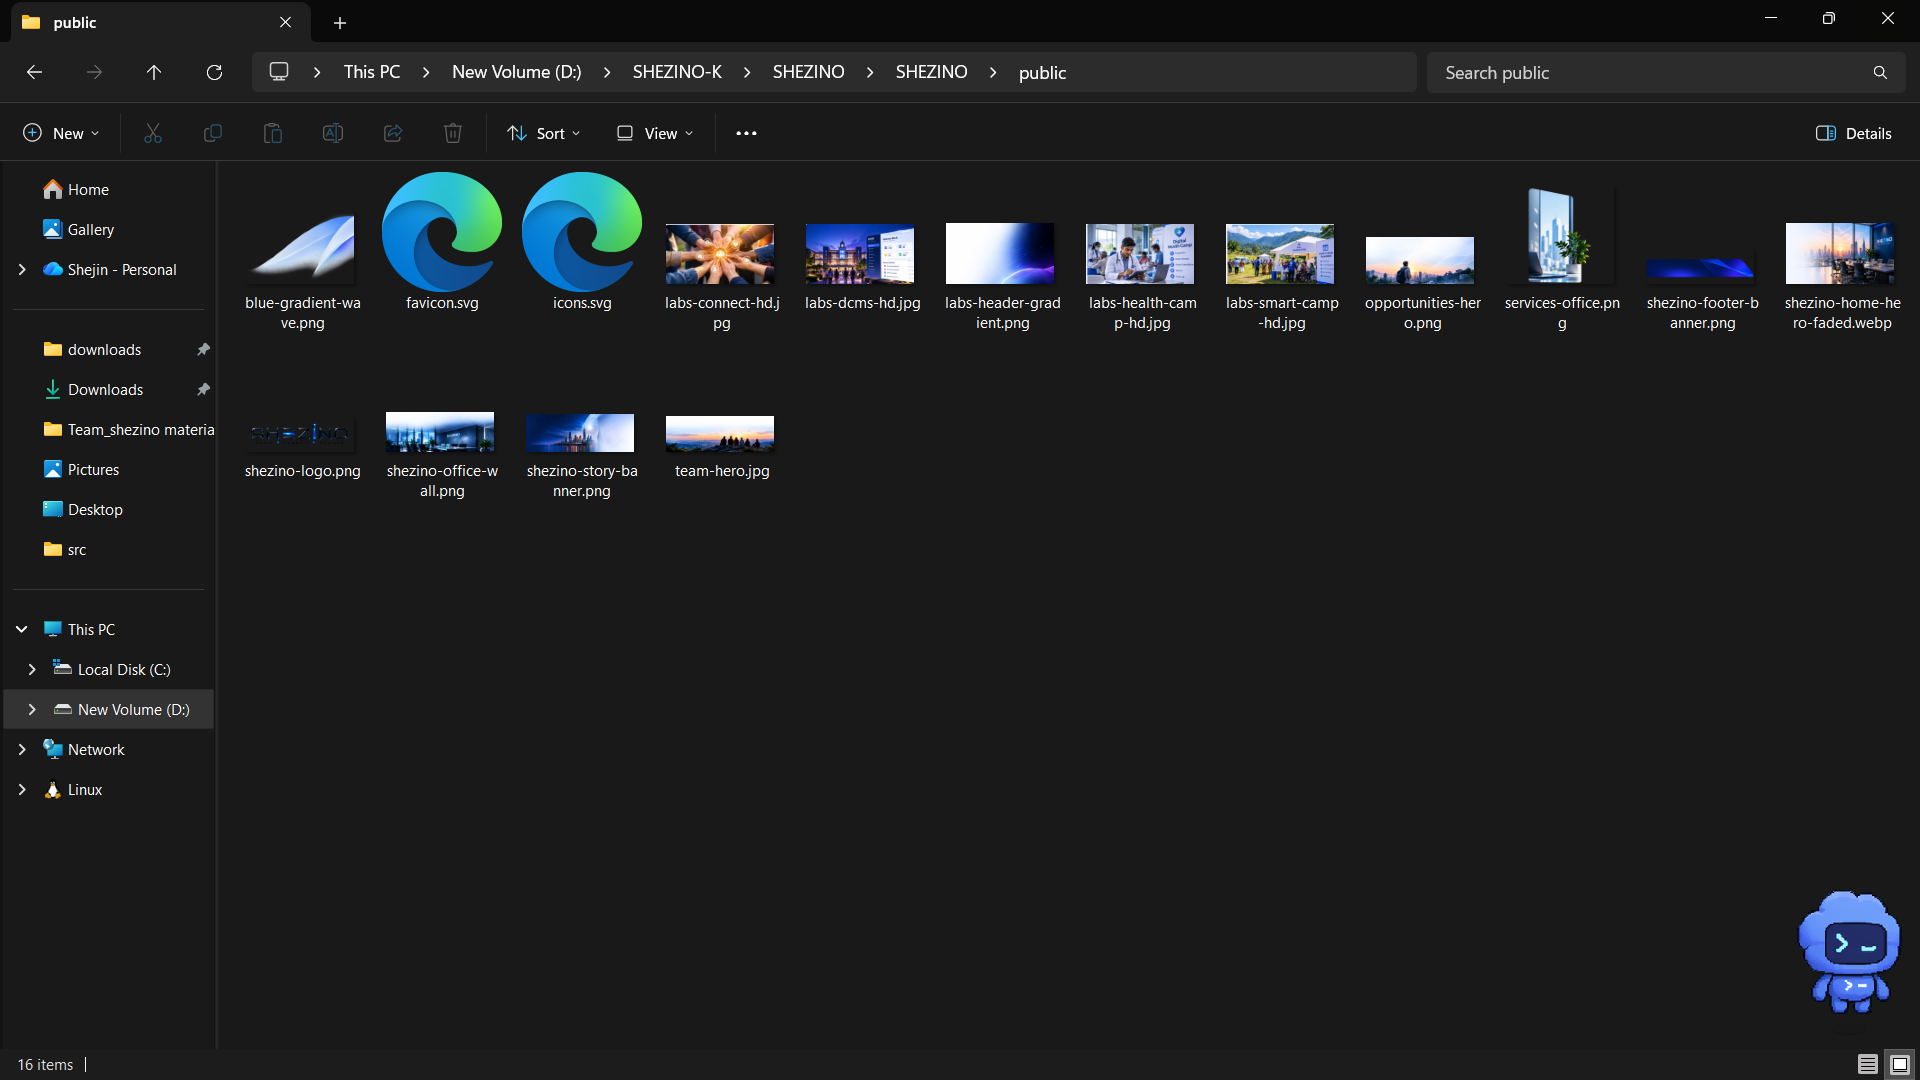 public
This PC
New Volume (D:)
SHEZINO-K
SHEZINO
SHEZINO
public
Search public
New
Sort
View
Details
Home
Gallery
Shejin - Personal
downloads
Downloads
Team_shezino materia
Pictures
Desktop
src
This PC
Local Disk (C:)
New Volume (D:)
Network
Linux
blue-gradient-wa
ve.png
favicon.svg
icons.svg
labs-connect-hd.j
pg
labs-dcms-hd.jpg
labs-header-grad
ient.png
labs-health-cam
p-hd.jpg
labs-smart-camp
-hd.jpg
opportunities-her
o.png
services-office.pn
g
shezino-footer-b
anner.png
shezino-home-he
ro-faded.webp
SHEZINO
shezino-logo.png
shezino-office-w
all.png
shezino-story-ba
nner.png
team-hero.jpg
16 items